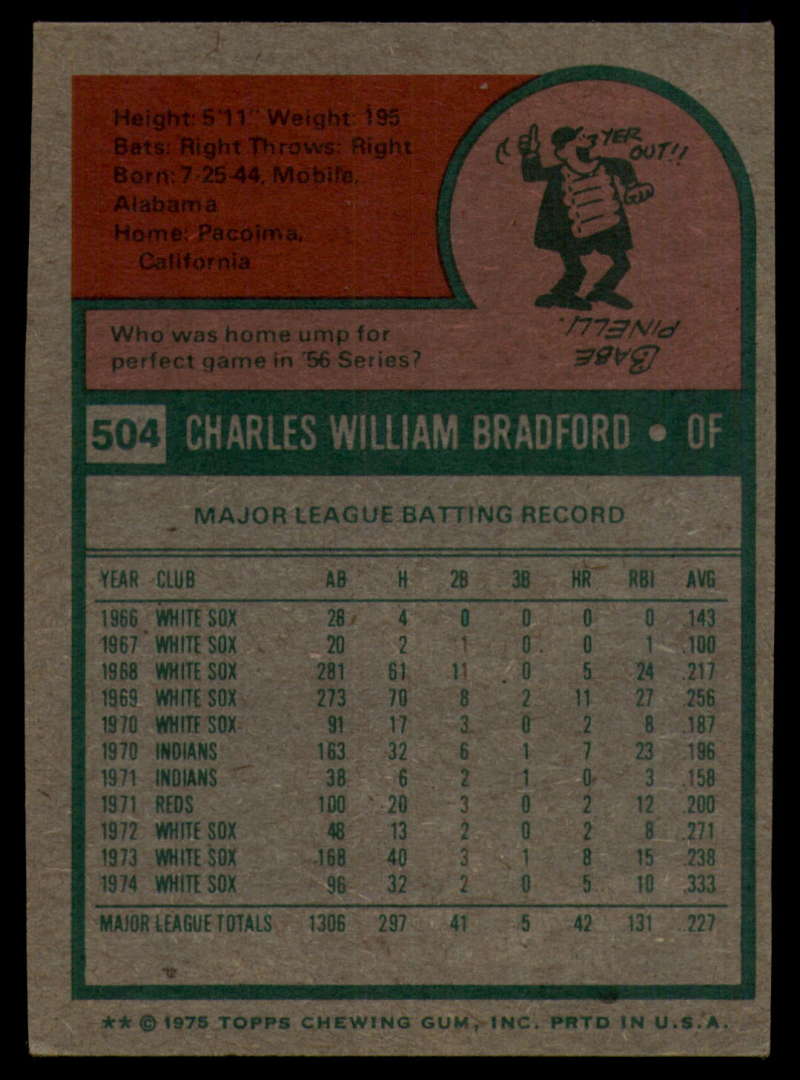 Height: 5'11" Weight: 195
Bats: Right Throws: Right
Born: 7-25-44, Mobile,
Alabama
Home: Pacoima,
California
YER
OUT!!
BABE
PINELLI.
Who was home ump for
perfect game in '56 Series?
504 CHARLES WILLIAM BRADFORD • OF
MAJOR LEAGUE BATTING RECORD
YEAR CLUB AB H 2B 3B HR RBI AVG
1966 WHITE SOX 28 4 0 0 0 0 .143
1967 WHITE SOX 20 2 1 0 0 1 .100
1968 WHITE SOX 281 61 11 0 5 24 .217
1969 WHITE SOX 273 70 8 2 11 27 .256
1970 WHITE SOX 91 17 3 0 2 8 .187
1970 INDIANS 163 32 6 1 7 23 .196
1971 INDIANS 38 6 2 1 0 3 .158
1971 REDS 100 20 3 0 2 12 .200
1972 WHITE SOX 48 13 2 0 2 8 .271
1973 WHITE SOX 168 40 3 1 8 15 .238
1974 WHITE SOX 96 32 2 0 5 10 .333
MAJOR LEAGUE TOTALS 1306 297 41 5 42 131 .227
** © 1975 TOPPS CHEWING GUM, INC. PRTD IN U.S.A.